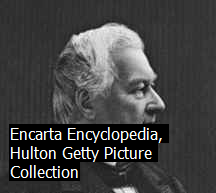 Encarta Encyclopedia,
Hulton Getty Picture
Collection